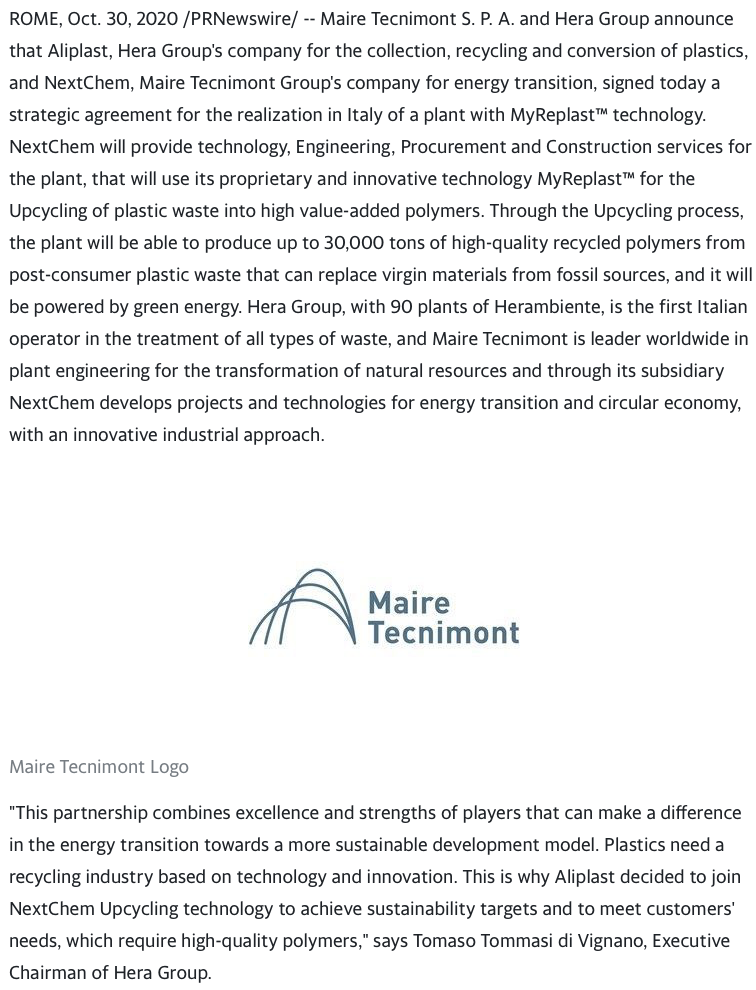 ROME, Oct. 30, 2020 /PRNewswire/ -- Maire Tecnimont S. P. A. and Hera Group announce
that Aliplast, Hera Group's company for the collection, recycling and conversion of plastics,
and NextChem, Maire Tecnimont Group's company for energy transition, signed today a
strategic agreement for the realization in Italy of a plant with MyReplast™ technology.
NextChem will provide technology, Engineering, Procurement and Construction services for
the plant, that will use its proprietary and innovative technology MyReplast™ for the
Upcycling of plastic waste into high value-added polymers. Through the Upcycling process,
the plant will be able to produce up to 30,000 tons of high-quality recycled polymers from
post-consumer plastic waste that can replace virgin materials from fossil sources, and it will
be powered by green energy. Hera Group, with 90 plants of Herambiente, is the first Italian
operator in the treatment of all types of waste, and Maire Tecnimont is leader worldwide in
plant engineering for the transformation of natural resources and through its subsidiary
NextChem develops projects and technologies for energy transition and circular economy,
with an innovative industrial approach.
Maire
Tecnimont
Maire Tecnimont Logo
"This partnership combines excellence and strengths of players that can make a difference
in the energy transition towards a more sustainable development model. Plastics need a
recycling industry based on technology and innovation. This is why Aliplast decided to join
NextChem Upcycling technology to achieve sustainability targets and to meet customers'
needs, which require high-quality polymers," says Tomaso Tommasi di Vignano, Executive
Chairman of Hera Group.